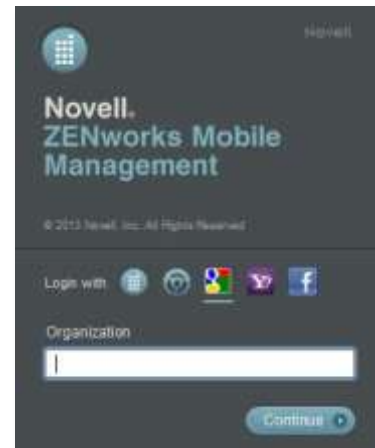 Novell
Novell®
ZENworks Mobile
Management
© 2013 Novell, Inc. All Rights Reserved
Login with
Organization
Continue